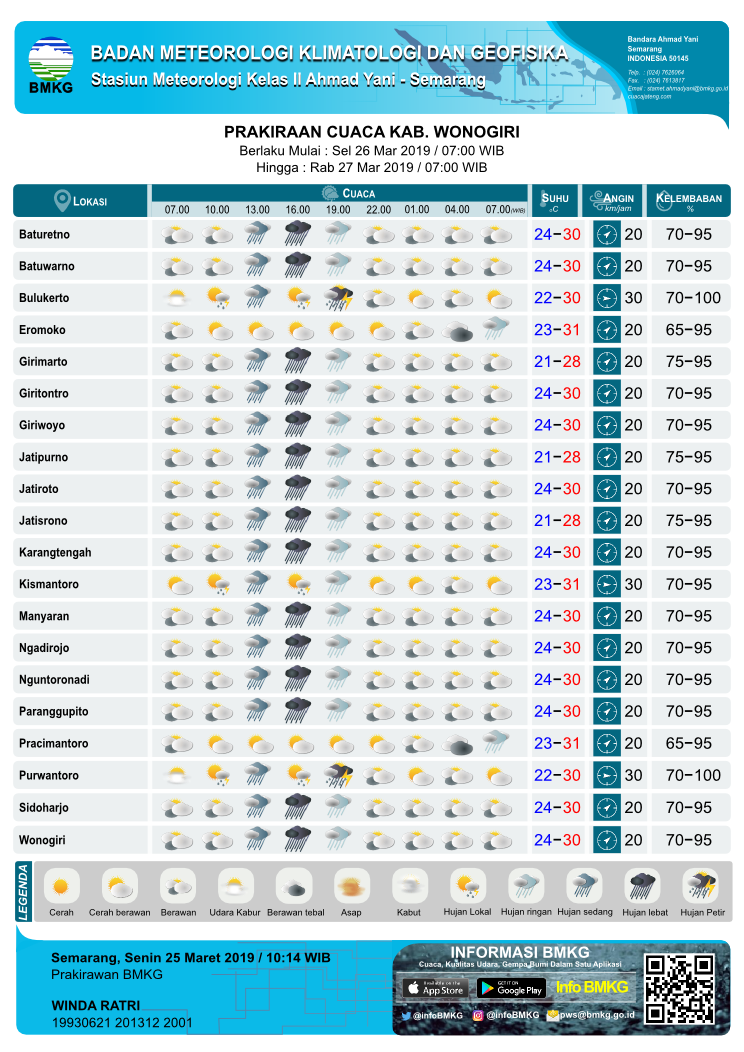 BMKG
BADAN METEOROLOGI KLIMATOLOGI DAN GEOFISIKA
Stasiun Meteorologi Kelas II Ahmad Yani - Semarang
Bandara Ahmad Yani
Semarang
INDONESIA 50145
Telp. : (024) 7626064
Fax. : (024) 7613817
Email : stamet.ahmadyani@bmkg.go.id
cuacajateng.com
PRAKIRAAN CUACA KAB. WONOGIRI
Berlaku Mulai : Sel 26 Mar 2019 / 07:00 WIB
Hingga : Rab 27 Mar 2019 / 07:00 WIB
LOKASI CUACA SUHU °C ANGIN km/jam KELEMBABAN %
07.00 10.00 13.00 16.00 19.00 22.00 01.00 04.00 07.00 (WIB)
Baturetno 24-30 20 70-95
Batuwarno 24-30 20 70-95
Bulukerto 22-30 30 70-100
Eromoko 23-31 20 65-95
Girimarto 21-28 20 75-95
Giritontro 24-30 20 70-95
Giriwoyo 24-30 20 70-95
Jatipurno 21-28 20 75-95
Jatiroto 24-30 20 70-95
Jatisrono 21-28 20 75-95
Karangtengah 24-30 20 70-95
Kismantoro 23-31 30 70-95
Manyaran 24-30 20 70-95
Ngadirojo 24-30 20 70-95
Nguntoronadi 24-30 20 70-95
Paranggupito 24-30 20 70-95
Pracimantoro 23-31 20 65-95
Purwantoro 22-30 30 70-100
Sidoharjo 24-30 20 70-95
Wonogiri 24-30 20 70-95
LEGENDA
Cerah Cerah berawan Berawan Udara Kabur Berawan tebal Asap Kabut Hujan Lokal Hujan ringan Hujan sedang Hujan lebat Hujan Petir
Semarang, Senin 25 Maret 2019 / 10:14 WIB
Prakirawan BMKG
WINDA RATRI
19930621 201312 2001
INFORMASI BMKG
Cuaca, Kualitas Udara, Gempa Bumi Dalam Satu Aplikasi
Available on the
App Store
GET IT ON
Google Play
Info BMKG
@infoBMKG @infoBMKG pws@bmkg.go.id